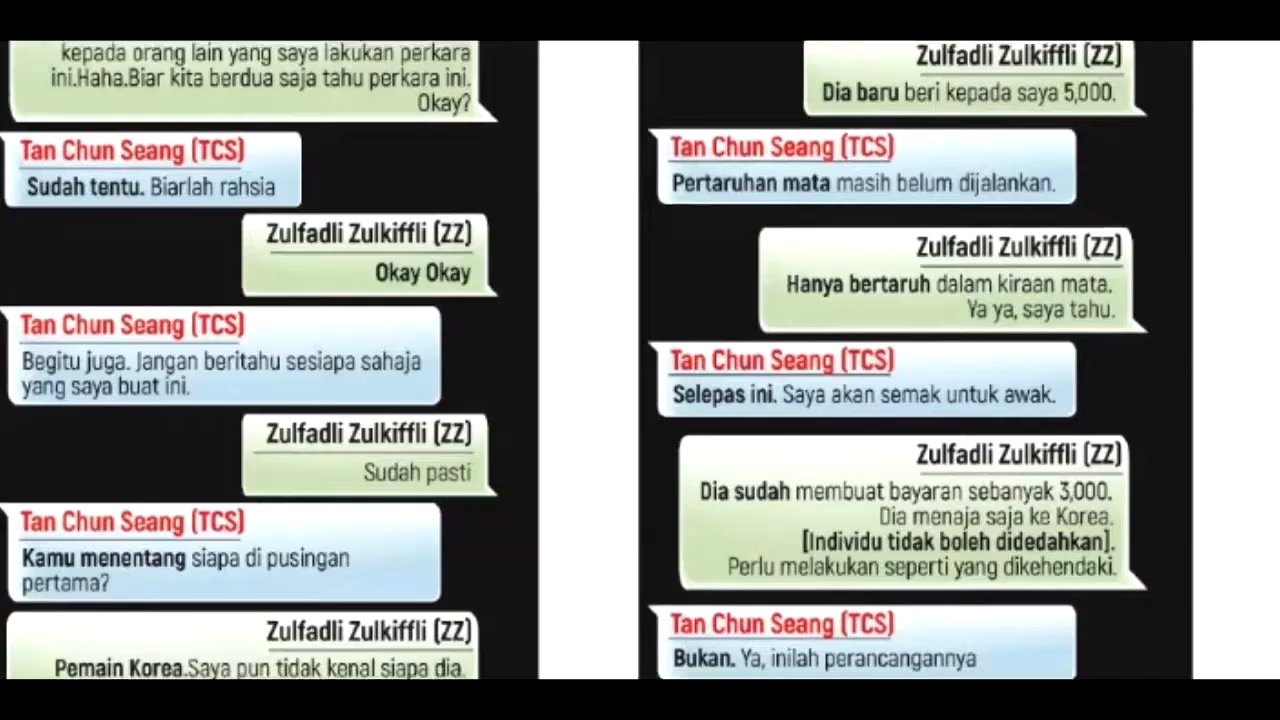 kepada orang lain yang saya lakukan perkara
ini.Haha.Biar kita berdua saja tahu perkara ini.
Okay?
Tan Chun Seang (TCS)
Sudah tentu. Biarlah rahsia
Zulfadli Zulkiffli (ZZ)
Okay Okay
Tan Chun Seang (TCS)
Begitu juga. Jangan beritahu sesiapa sahaja
yang saya buat ini.
Zulfadli Zulkiffli (ZZ)
Sudah pasti
Tan Chun Seang (TCS)
Kamu menentang siapa di pusingan
pertama?
Zulfadli Zulkiffli (ZZ)
Pemain Korea.Saya pun tidak kenal siapa dia.
Zulfadli Zulkiffli (ZZ)
Dia baru beri kepada saya 5,000.
Tan Chun Seang (TCS)
Pertaruhan mata masih belum dijalankan.
Zulfadli Zulkiffli (ZZ)
Hanya bertaruh dalam kiraan mata.
Ya ya, saya tahu.
Tan Chun Seang (TCS)
Selepas ini. Saya akan semak untuk awak.
Zulfadli Zulkiffli (ZZ)
Dia sudah membuat bayaran sebanyak 3,000.
Dia menaja saja ke Korea.
[Individu tidak boleh didedahkan].
Perlu melakukan seperti yang dikehendaki.
Tan Chun Seang (TCS)
Bukan. Ya, inilah perancangannya